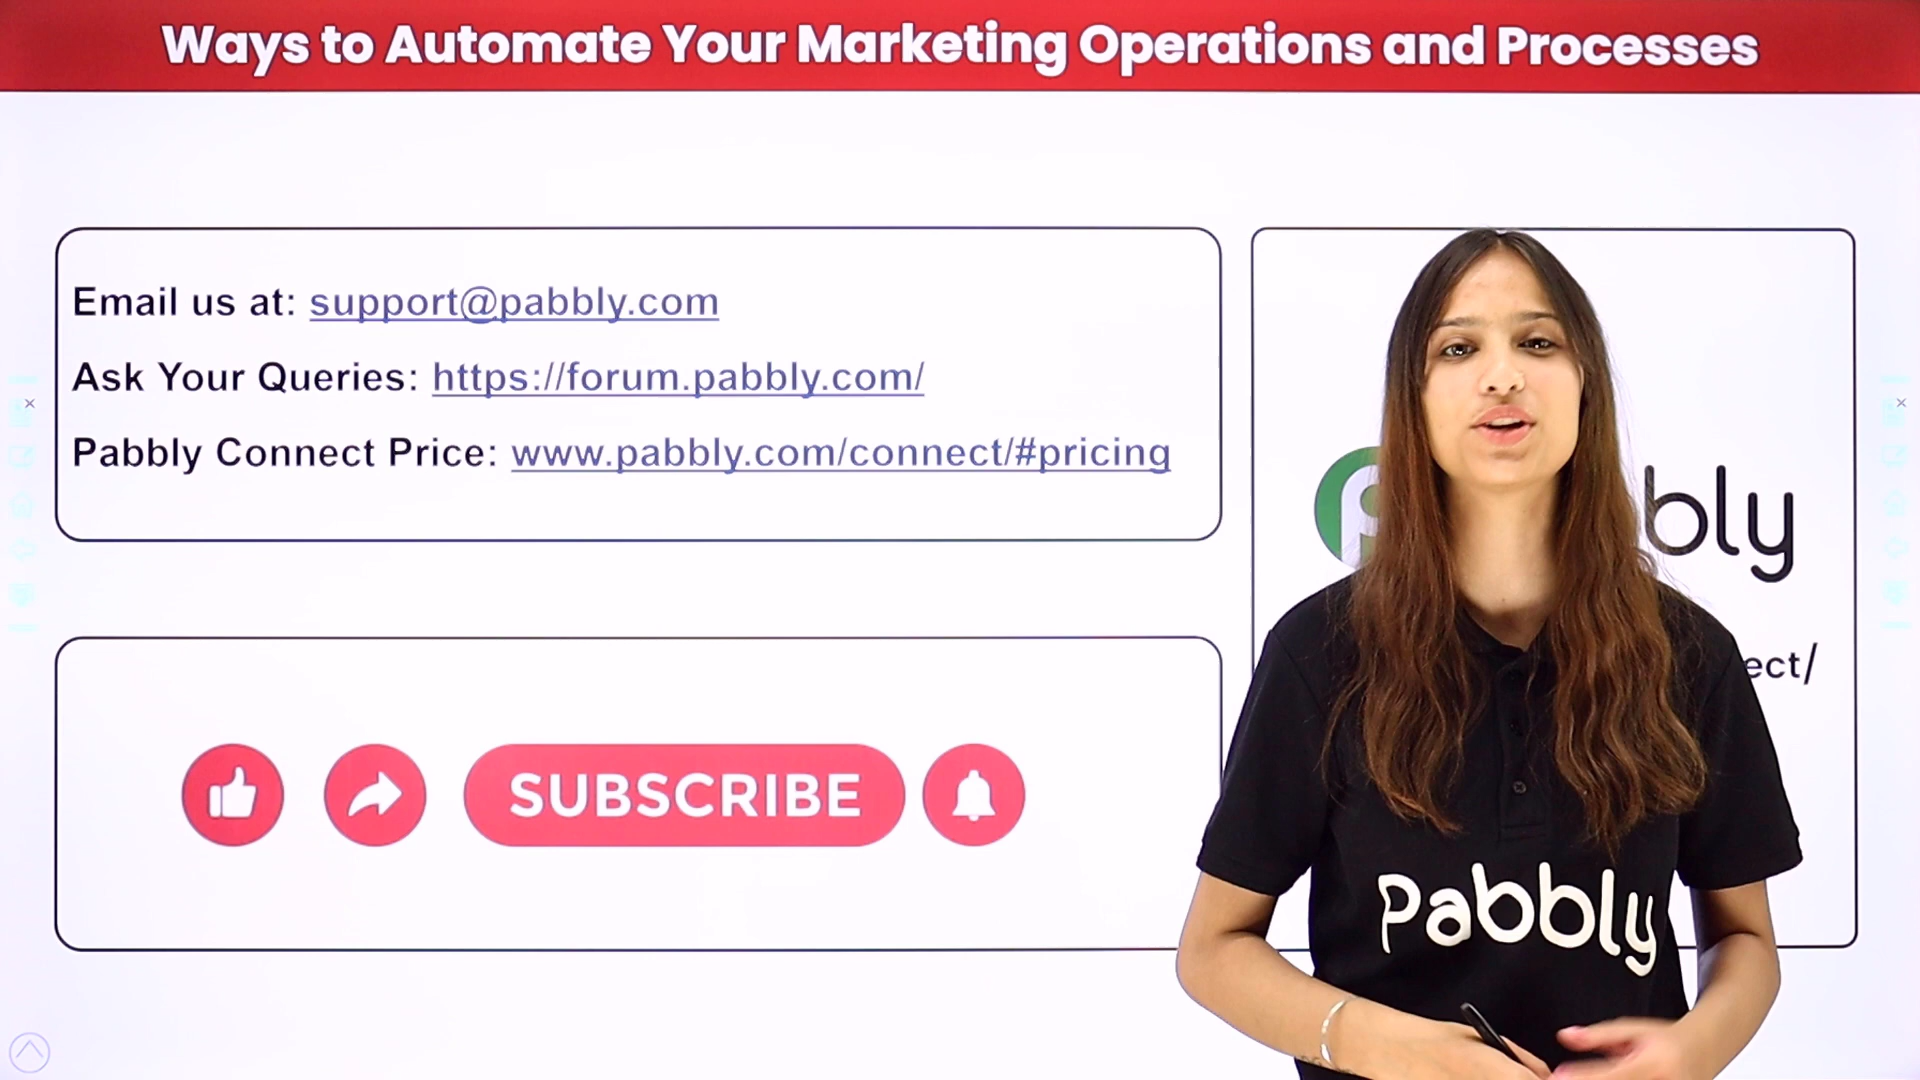 Ways to Automate Your Marketing Operations and Processes
Email us at: support@pabbly.com
Ask Your Queries: https://forum.pabbly.com/
Pabbly Connect Price: www.pabbly.com/connect/#pricing
bly
ect/
SUBSCRIBE
Pabbly